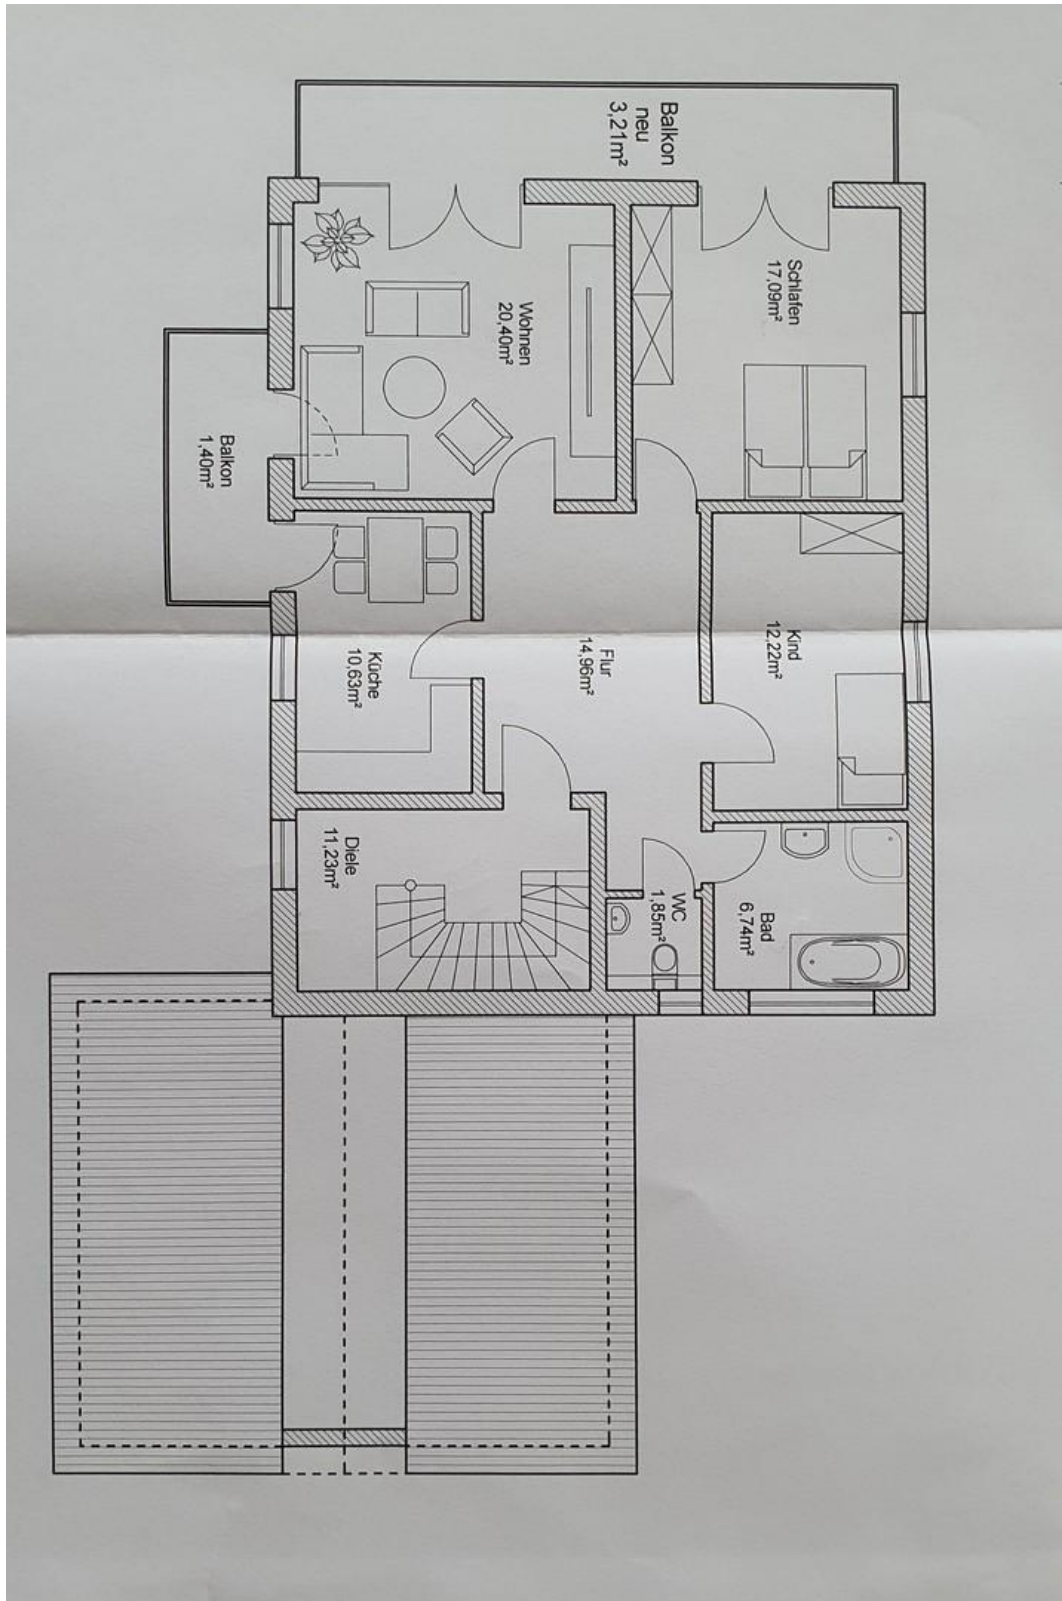 Balkon
neu
3,21m²
Schlafen
17,09m²
Wohnen
20,40m²
Balkon
1,40m²
Kind
12,22m²
Flur
14,96m²
Küche
10,63m²
Diele
11,23m²
WC
1,85m²
Bad
6,74m²